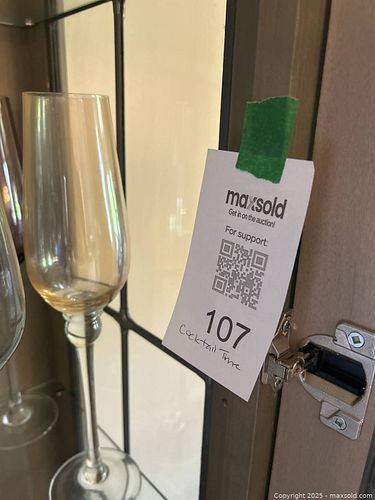 maxsold
Get in on the auction!
For support:
107
Cocktail Time
© Copyright 2025 - maxsold.com